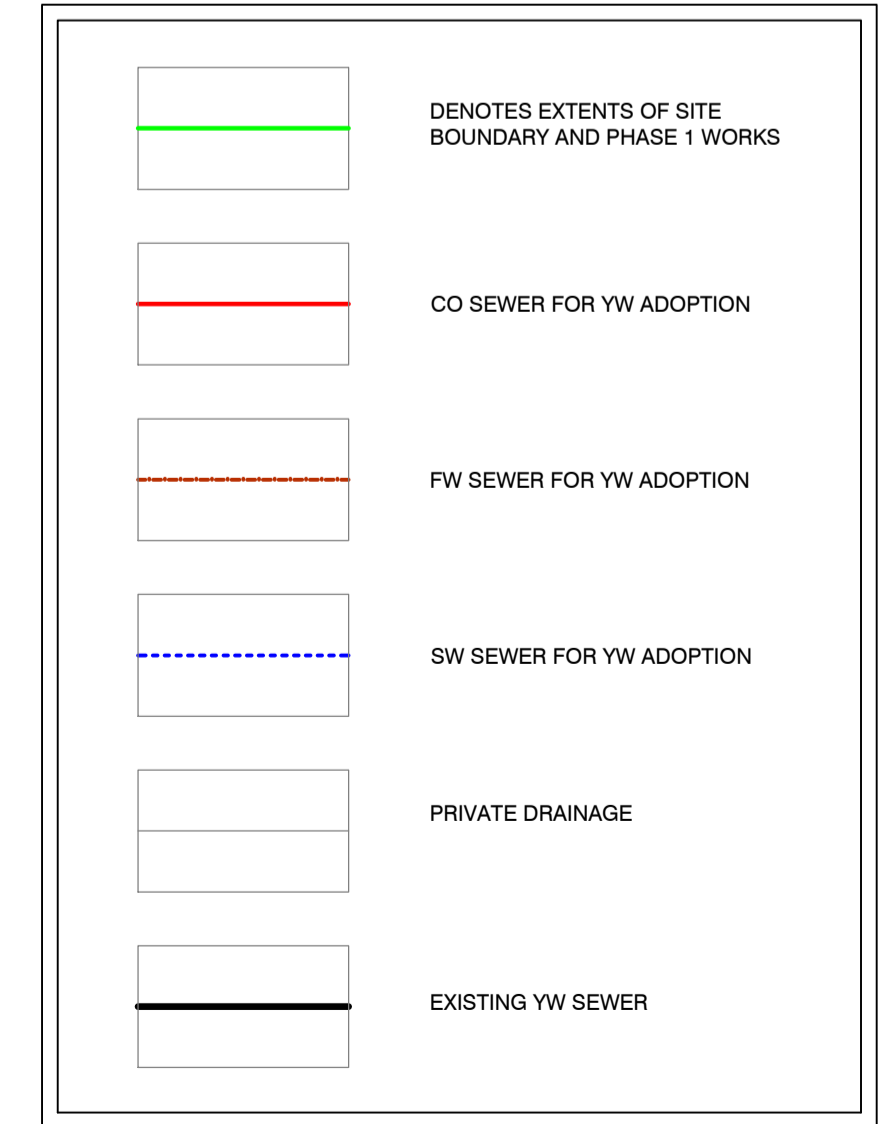 DENOTES EXTENTS OF SITE
BOUNDARY AND PHASE 1 WORKS
CO SEWER FOR YW ADOPTION
FW SEWER FOR YW ADOPTION
SW SEWER FOR YW ADOPTION
PRIVATE DRAINAGE
EXISTING YW SEWER